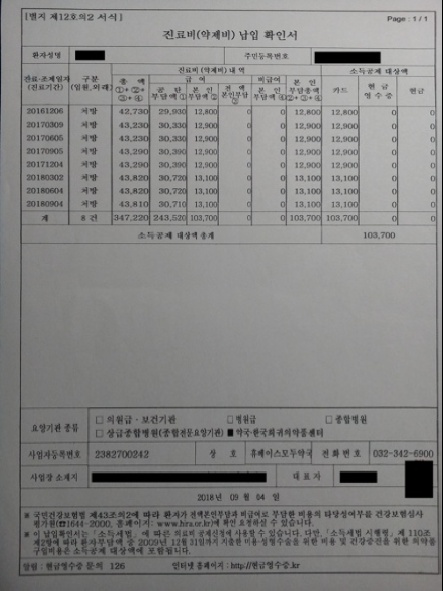 [별지 제12호의2 서식]
Page : 1 / 1
진료비(약제비) 납입 확인서
환자성명 주민등록번호
진료·조제일자 (진료기간) 구분 (입원,외래) 진료비 (약제비) 내역 소득공제 대상액
총액 ①+②+③+④ 급여 비급여 본인 부담총액 ②+③+④ 카드 현금영수증 현금
공단 부담액 ① 본인 부담액 ② 전액 본인부담 ③ 본인 부담액 ④
20161206 처방 42,730 29,930 12,800 0 0 12,800 12,800 0 0
20170309 처방 43,230 30,330 12,900 0 0 12,900 12,900 0 0
20170605 처방 43,230 30,330 12,900 0 0 12,900 12,900 0 0
20170905 처방 43,290 30,390 12,900 0 0 12,900 12,900 0 0
20171204 처방 43,290 30,390 12,900 0 0 12,900 12,900 0 0
20180302 처방 43,820 30,720 13,100 0 0 13,100 13,100 0 0
20180604 처방 43,820 30,720 13,100 0 0 13,100 13,100 0 0
20180904 처방 43,810 30,710 13,100 0 0 13,100 13,100 0 0
계 8 건 347,220 243,520 103,700 0 0 103,700 103,700 0 0
소득공제 대상액 총계 103,700
요양기관 종류 □ 의원급·보건기관 □ 병원급 □ 종합병원
□ 상급종합병원(종합전문요양기관) ■ 약국·한국희귀의약품센터
사업자등록번호 2382700242 상 호 휴페이스모두약국 전화번호 032-342-6900
사업장 소재지 대표자
2018년 09월 04일
※ 국민건강보험법 제43조의2에 따라 환자가 전액본인부담과 비급여로 부담한 비용의 타당성여부를 건강보험심사
평가원(☎1644-2000, 홈페이지: www.hira.or.kr)에 확인 요청하실 수 있습니다.
※ 이 납입확인서는 「소득세법」에 따른 의료비 공제신청에 사용할 수 있습니다. 다만, 「소득세법 시행령」 제110조
제2항에 따라 환자부담액 중 2009년 12월 31일까지 지출한 미용·성형수술을 위한 비용 및 건강증진을 위한 의약품
구입비용은 소득공제 대상에 포함됩니다.
알림 : 현금영수증 문의 126 인터넷 홈페이지 : http://현금영수증.kr